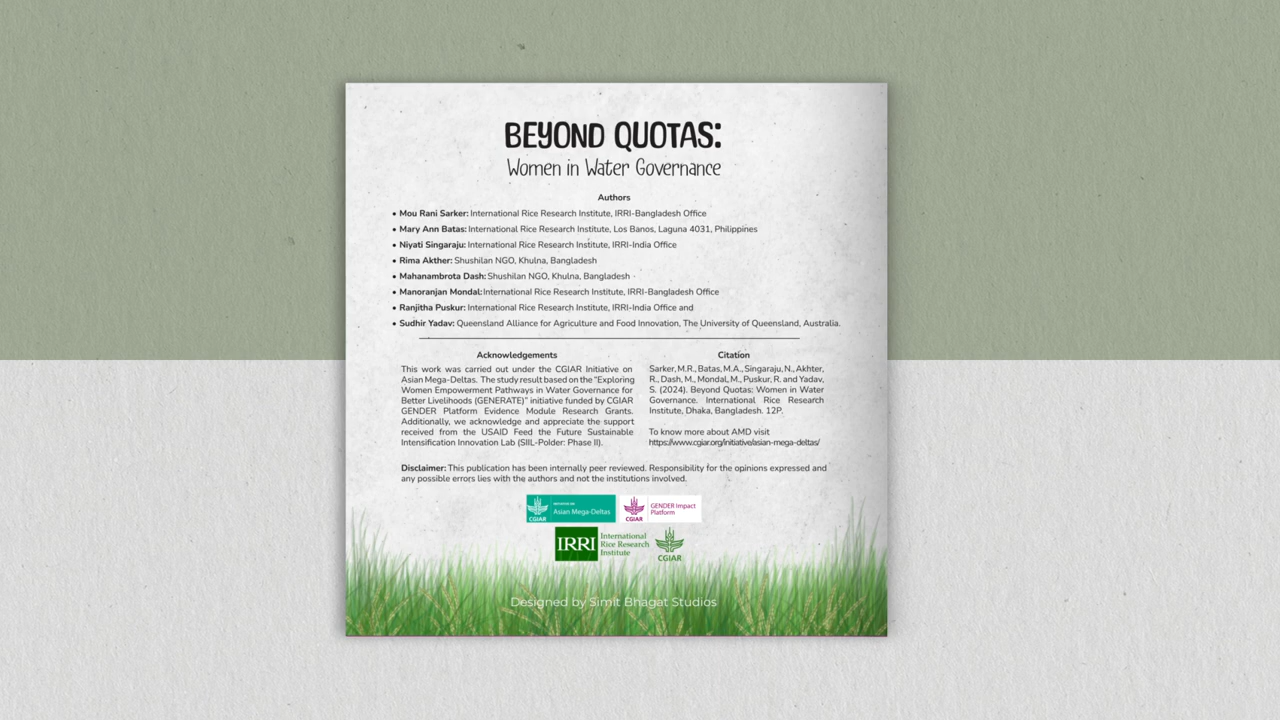 BEYOND QUOTAS:
Women in Water Governance
Authors
• Mou Rani Sarker: International Rice Research Institute, IRRI-Bangladesh Office
• Mary Ann Batas: International Rice Research Institute, Los Banos, Laguna 4031, Philippines
• Niyati Singaraju: International Rice Research Institute, IRRI-India Office
• Rima Akther: Shushilan NGO, Khulna, Bangladesh
• Mahanambrota Dash: Shushilan NGO, Khulna, Bangladesh
• Manoranjan Mondal: International Rice Research Institute, IRRI-Bangladesh Office
• Ranjitha Puskur: International Rice Research Institute, IRRI-India Office and
• Sudhir Yadav: Queensland Alliance for Agriculture and Food Innovation, The University of Queensland, Australia.
Acknowledgements
This work was carried out under the CGIAR Initiative on
Asian Mega-Deltas. The study result based on the "Exploring
Women Empowerment Pathways in Water Governance for
Better Livelihoods (GENERATE)" initiative funded by CGIAR
GENDER Platform Evidence Module Research Grants.
Additionally, we acknowledge and appreciate the support
received from the USAID Feed the Future Sustainable
Intensification Innovation Lab (SIIL-Polder: Phase II).
Citation
Sarker, M.R., Batas, M.A., Singaraju, N., Akhter,
R., Dash, M., Mondal, M., Puskur, R. and Yadav,
S. (2024). Beyond Quotas: Women in Water
Governance. International Rice Research
Institute, Dhaka, Bangladesh. 12P.
To know more about AMD visit
https://www.cgiar.org/initiative/asian-mega-deltas/
Disclaimer: This publication has been internally peer reviewed. Responsibility for the opinions expressed and
any possible errors lies with the authors and not the institutions involved.
CGIAR
INITIATIVE ON
Asian Mega-Deltas
CGIAR
GENDER Impact
Platform
IRRI
International
Rice Research
Institute
CGIAR
Designed by Simit Bhagat Studios